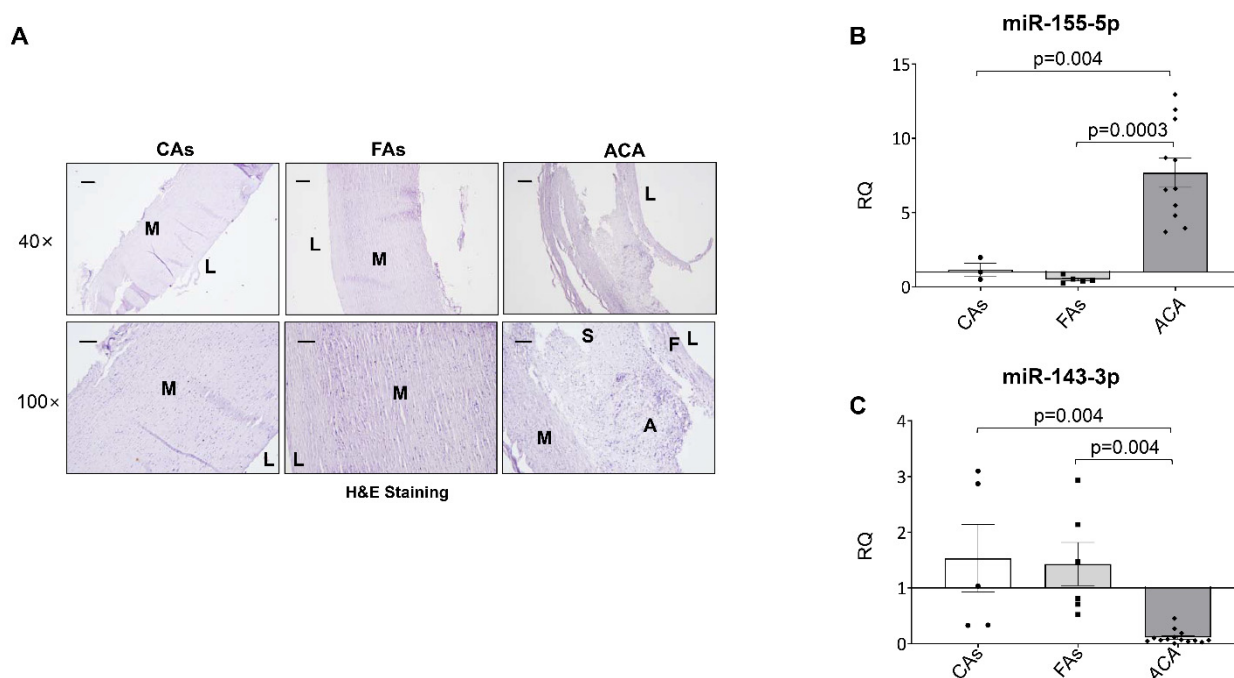 A
CAs FAs ACA
40×
M
L
L
M
L
100×
M
L
M
L
S
F
L
A
M
H&E Staining
B
miR-155-5p
15
p=0.004
10
p=0.0003
RQ
5
0
CAs
FAs
ACA
C
miR-143-3p
4
p=0.004
3
p=0.004
RQ
2
1
0
CAs
FAs
ACA